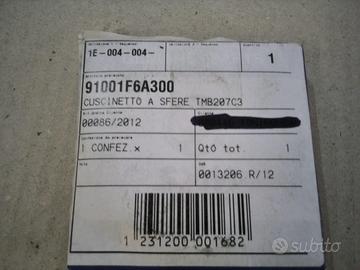 1
1E-004-004-
91001F6A300
CUSCINETTO A SFERE TMB207C3
00086/2012
1 CONFEZ.x 1 Qtà tot. 1
0013206 R/12
1 231200 001682
subito